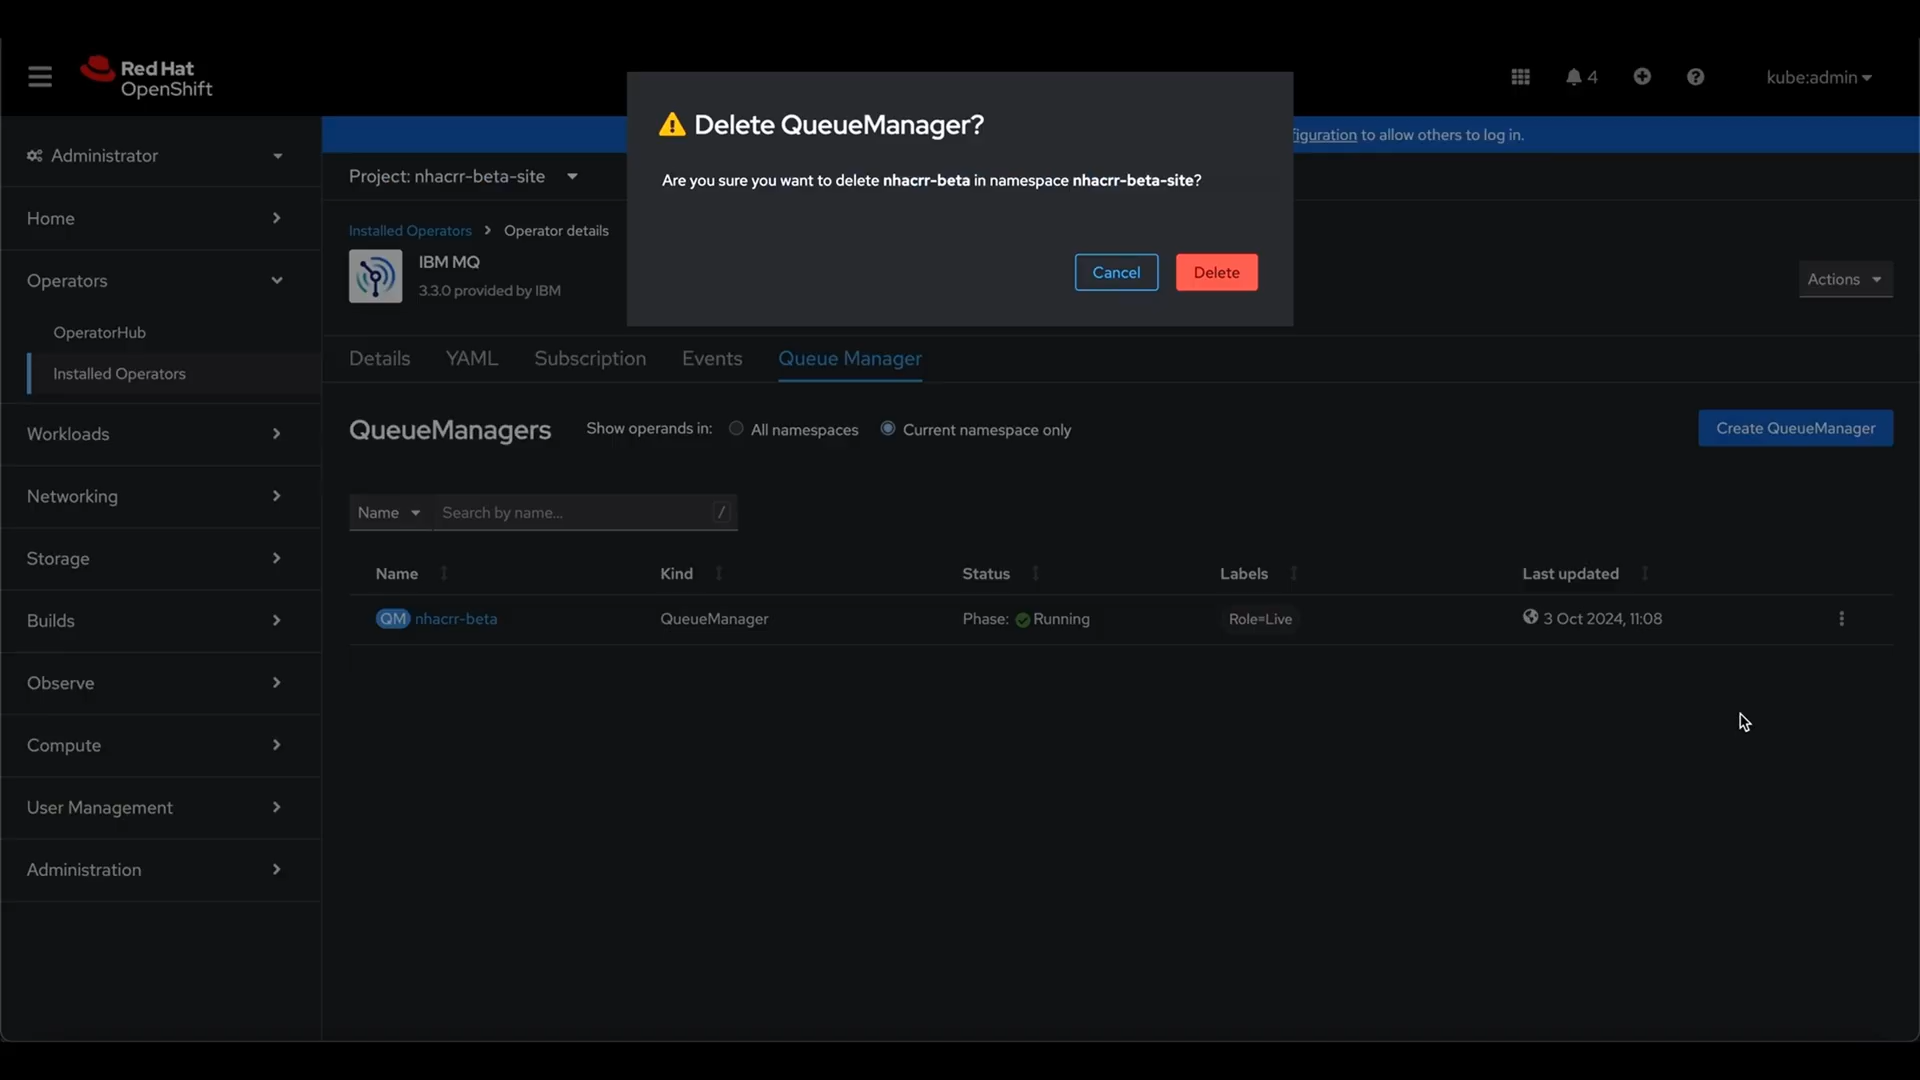 Red Hat
OpenShift
4
kube:admin
Delete QueueManager?
Are you sure you want to delete nhacrr-beta in namespace nhacrr-beta-site?
Cancel
Delete
figuration to allow others to log in.
Administrator
Home
Operators
OperatorHub
Installed Operators
Workloads
Networking
Storage
Builds
Observe
Compute
User Management
Administration
Project: nhacrr-beta-site
Installed Operators > Operator details
IBM MQ
3.3.0 provided by IBM
Actions
Details YAML Subscription Events Queue Manager
QueueManagers Show operands in: All namespaces Current namespace only
Create QueueManager
Name Search by name... /
Name Kind Status Labels Last updated
QM nhacrr-beta QueueManager Phase: Running Role=Live 3 Oct 2024, 11:08